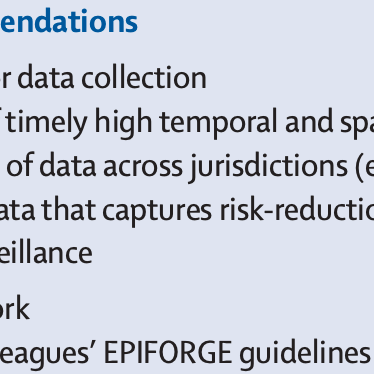 endations
r data collection
timely high temporal and spa
of data across jurisdictions (e
ata that captures risk-reductio
eillance
ork
eagues’ EPIFORGE guidelines